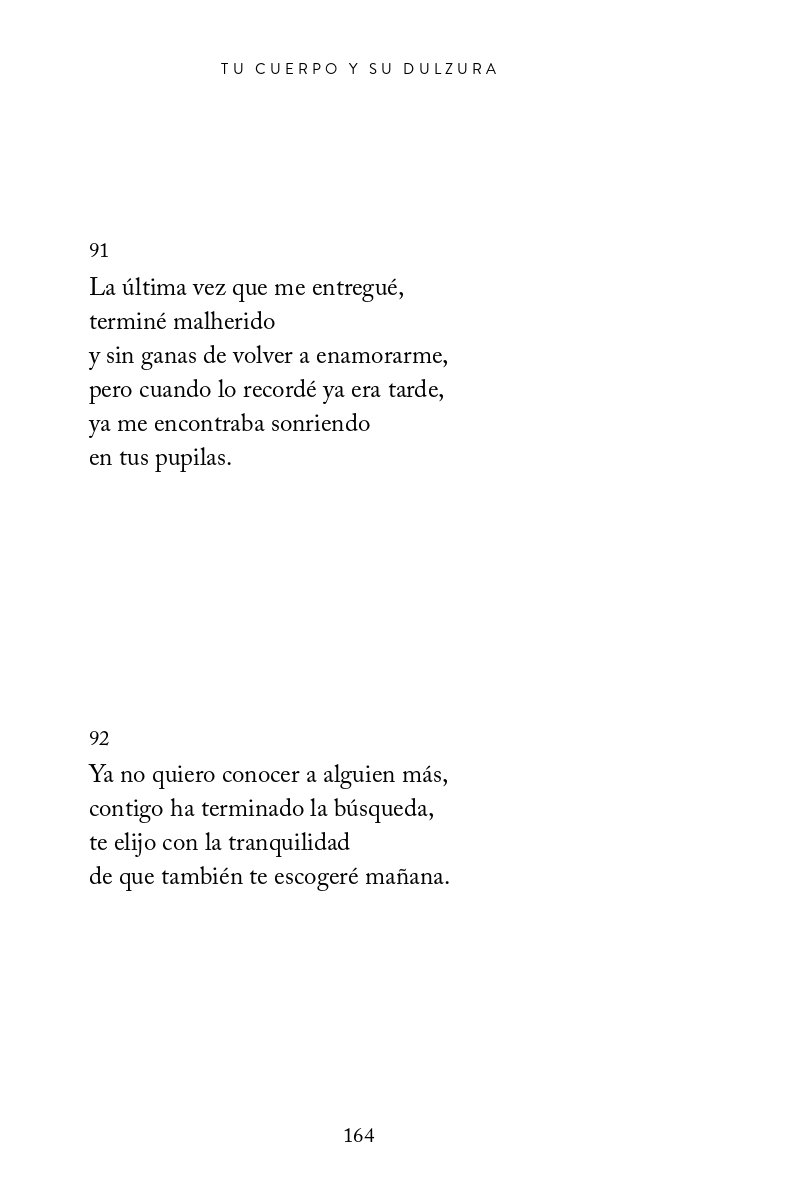 TU CUERPO Y SU DULZURA
91
La última vez que me entregué,
terminé malherido
y sin ganas de volver a enamorarme,
pero cuando lo recordé ya era tarde,
ya me encontraba sonriendo
en tus pupilas.
92
Ya no quiero conocer a alguien más,
contigo ha terminado la búsqueda,
te elijo con la tranquilidad
de que también te escogeré mañana.
164